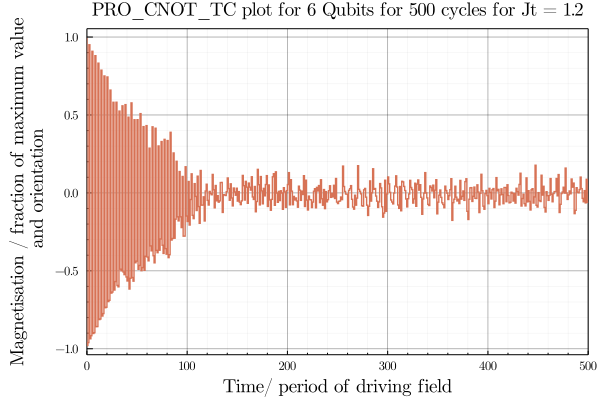 PRO_CNOT_TC plot for 6 Qubits for 500 cycles for Jt = 1.2
Magnetisation / fraction of maximum value
and orientation
1.0
0.5
0.0
−0.5
−1.0
0
100
200
300
400
500
Time/ period of driving field